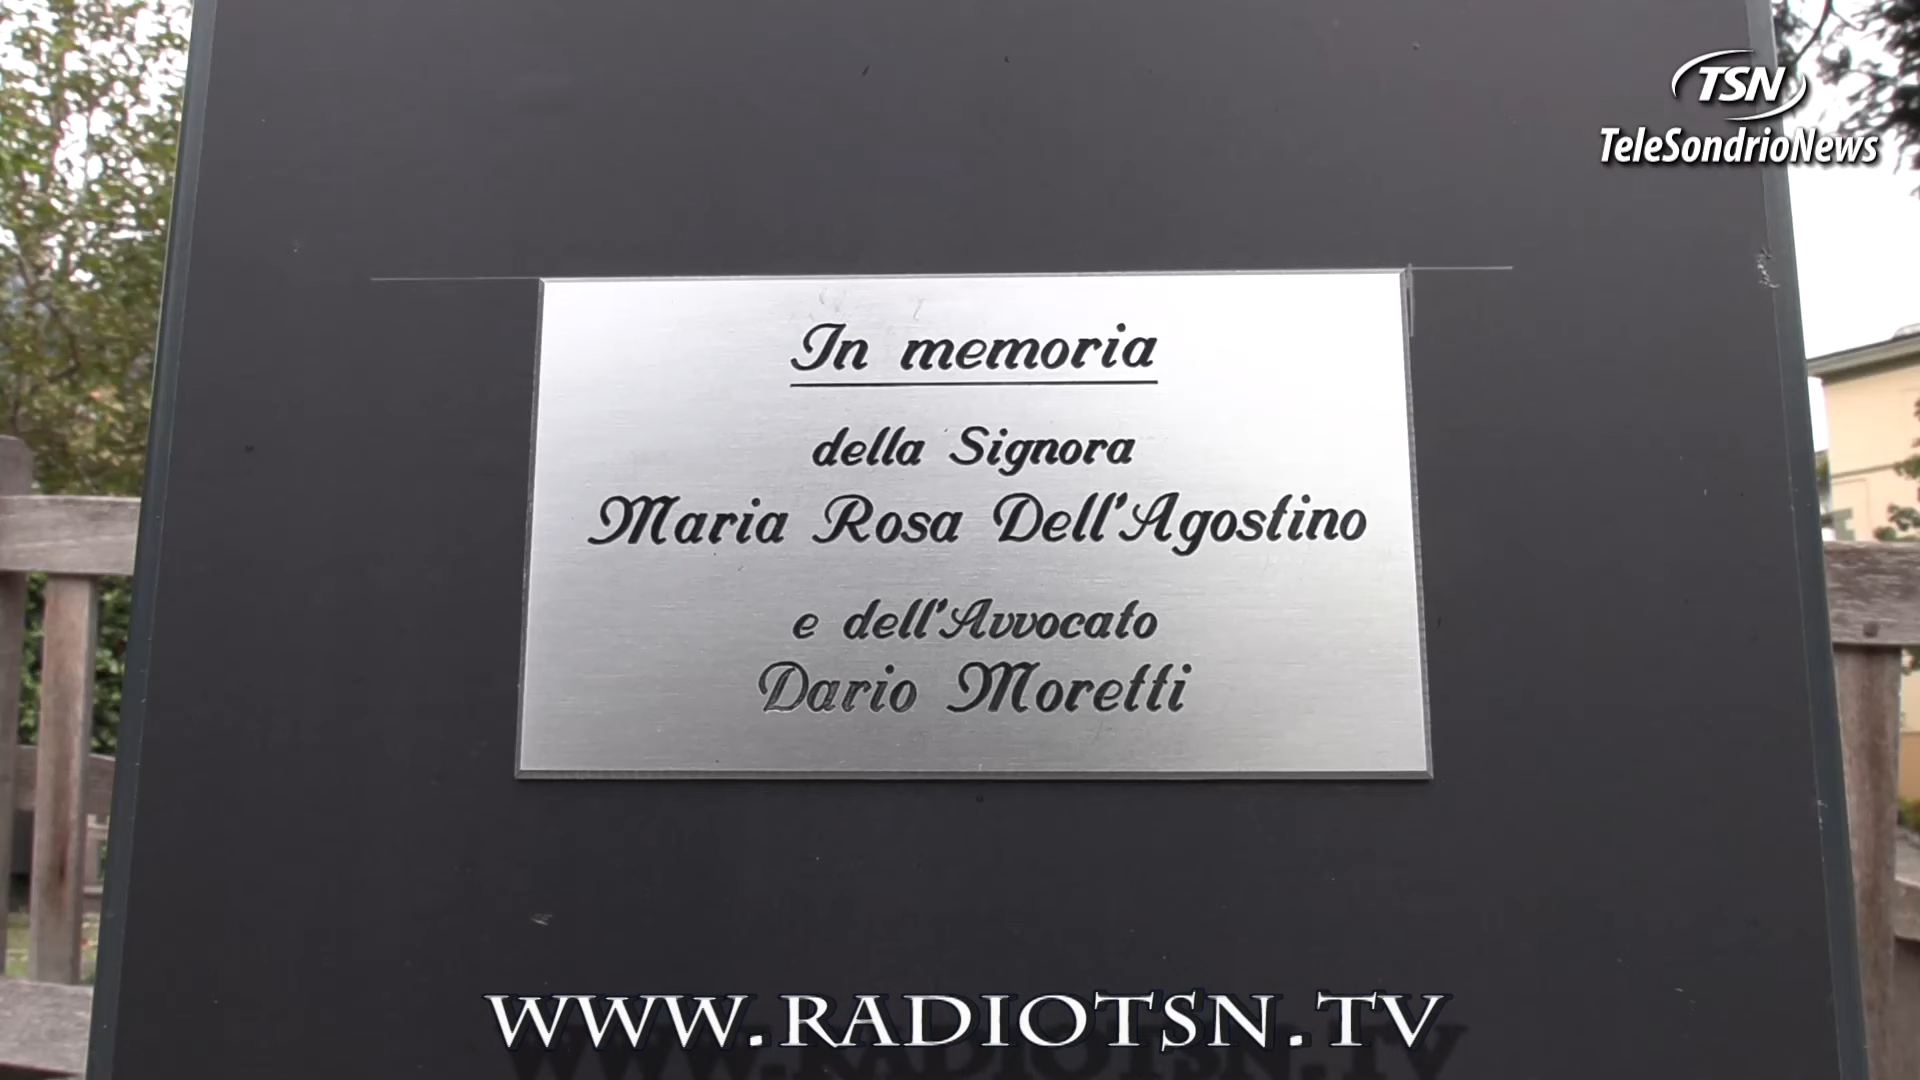 TSN
TeleSondrioNews
In memoria
della Signora
Maria Rosa Dell'Agostino
e dell'Avvocato
Dario Moretti
WWW.RADIOTSN.TV